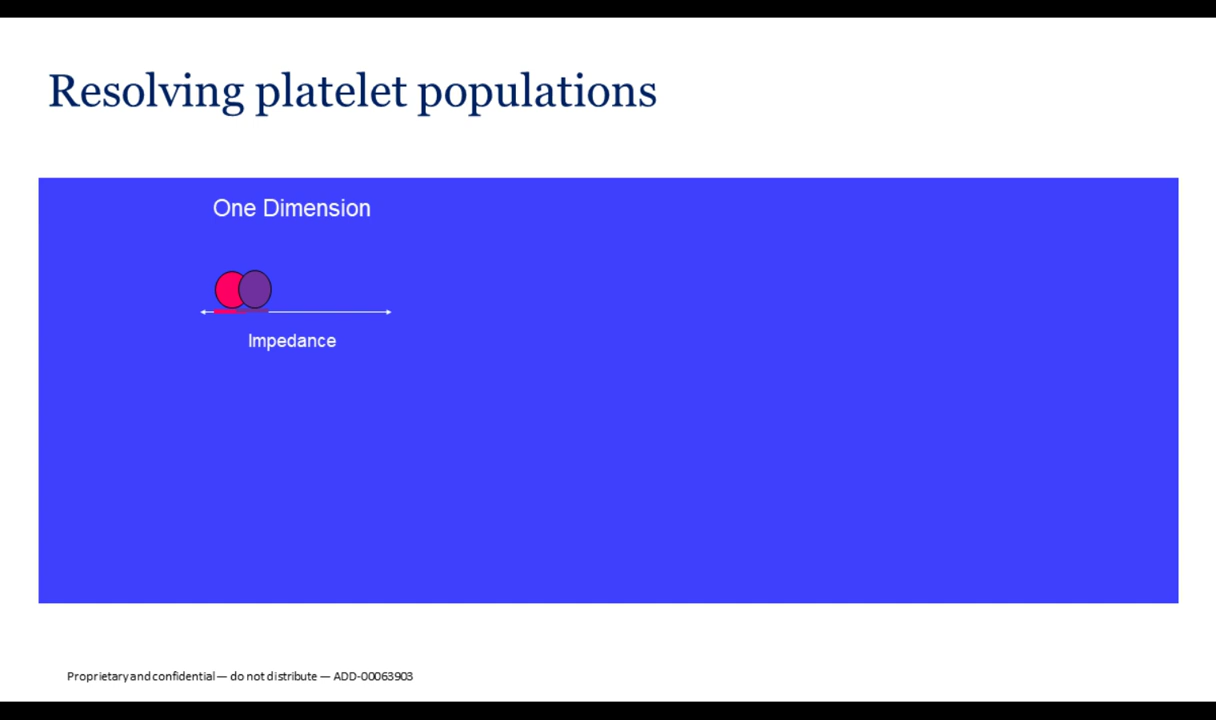 Resolving platelet populations
One Dimension
Impedance
Proprietary and confidential — do not distribute — ADD-00063903